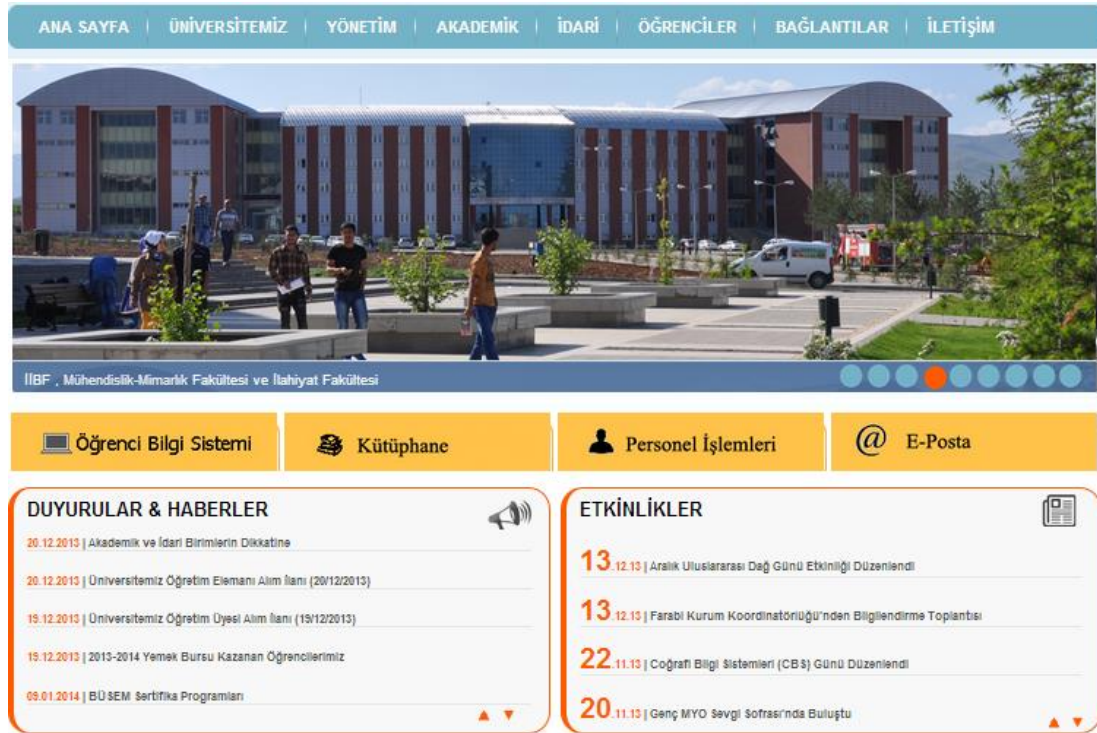 ANA SAYFA | ÜNİVERSİTEMİZ | YÖNETİM | AKADEMİK | İDARİ | ÖĞRENCİLER | BAĞLANTILAR | İLETİŞİM
İİBF , Mühendislik-Mimarlık Fakültesi ve İlahiyat Fakültesi
Öğrenci Bilgi Sistemi
Kütüphane
Personel İşlemleri
@ E-Posta
DUYURULAR & HABERLER
20.12.2013 | Akademik ve İdari Birimlerin Dikkatine
20.12.2013 | Üniversitemiz Öğretim Elemanı Alım İlanı (20/12/2013)
19.12.2013 | Üniversitemiz Öğretim Üyesi Alım İlanı (19/12/2013)
19.12.2013 | 2013-2014 Yemek Bursu Kazanan Öğrencilerimiz
09.01.2014 | BÜSEM Sertifika Programları
ETKİNLİKLER
13.12.13 | Aralık Uluslararası Dağ Günü Etkinliği Düzenlendi
13.12.13 | Farabi Kurum Koordinatörlüğü'nden Bilgilendirme Toplantısı
22.11.13 | Coğrafi Bilgi Sistemleri (CBS) Günü Düzenlendi
20.11.13 | Genç MYO Sevgi Sofrası'nda Buluştu